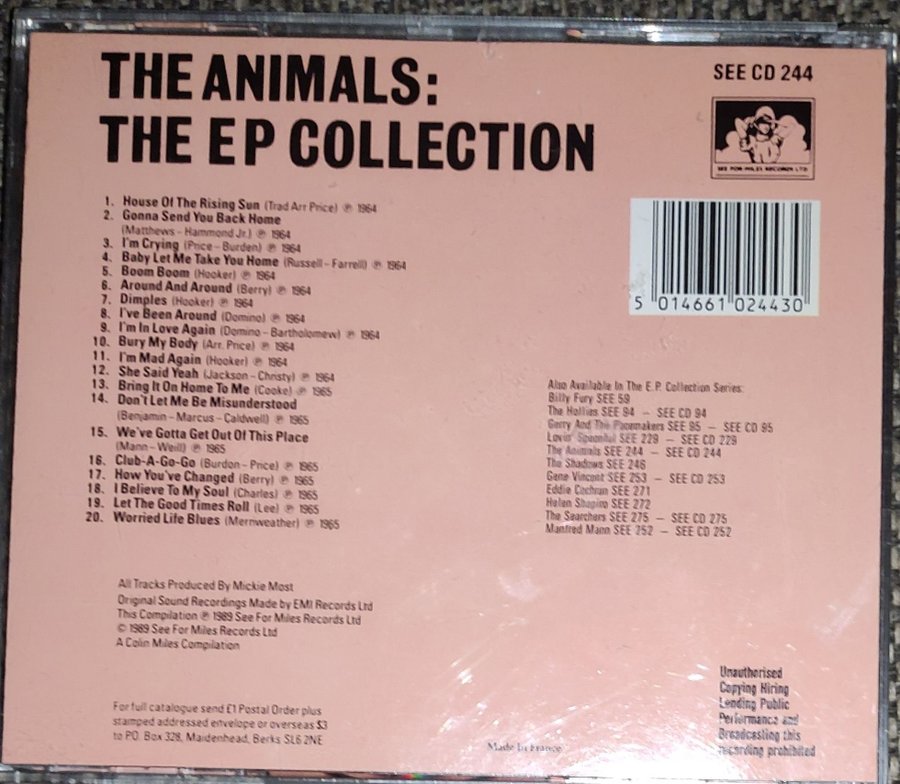 THE ANIMALS:
THE EP COLLECTION
SEE CD 244
SEE FOR MILES RECORDS LTD
1. House Of The Rising Sun (Trad Arr Price) ℗ 1964
2. Gonna Send You Back Home
(Matthews – Hammond Jr.) ℗ 1964
3. I'm Crying (Price – Burden) ℗ 1964
4. Baby Let Me Take You Home (Russell – Farrell) ℗ 1964
5. Boom Boom (Hooker) ℗ 1964
6. Around And Around (Berry) ℗ 1964
7. Dimples (Hooker) ℗ 1964
8. I've Been Around (Domino) ℗ 1964
9. I'm In Love Again (Domino – Bartholomew) ℗ 1964
10. Bury My Body (Arr. Price) ℗ 1964
11. I'm Mad Again (Hooker) ℗ 1964
12. She Said Yeah (Jackson – Christy) ℗ 1964
13. Bring It On Home To Me (Cooke) ℗ 1965
14. Don't Let Me Be Misunderstood
(Benjamin – Marcus – Caldwell) ℗ 1965
15. We've Gotta Get Out Of This Place
(Mann – Weill) ℗ 1965
16. Club-A-Go-Go (Burdon – Price) ℗ 1965
17. How You've Changed (Berry) ℗ 1965
18. I Believe To My Soul (Charles) ℗ 1965
19. Let The Good Times Roll (Lee) ℗ 1965
20. Worried Life Blues (Mernweather) ℗ 1965
5 014661 024430
Also Available In The E.P. Collection Series:
Billy Fury SEE 59
The Hollies SEE 94 – SEE CD 94
Gerry And The Pacemakers SEE 95 – SEE CD 95
Lovin' Spoonful SEE 229 – SEE CD 229
The Animals SEE 244 – SEE CD 244
The Shadows SEE 246
Gene Vincent SEE 253 – SEE CD 253
Eddie Cochran SEE 271
Helen Shapiro SEE 272
The Searchers SEE 275 – SEE CD 275
Manfred Mann SEE 252 – SEE CD 252
All Tracks Produced By Mickie Most
Original Sound Recordings Made by EMI Records Ltd
This Compilation ℗ 1989 See For Miles Records Ltd
© 1989 See For Miles Records Ltd
A Colin Miles Compilation
For full catalogue send £1 Postal Order plus
stamped addressed envelope or overseas $3
to P.O. Box 328, Maidenhead, Berks SL6 2NE
Made In France
Unauthorised
Copying Hiring
Lending Public
Performance and
Broadcasting this
recording prohibited